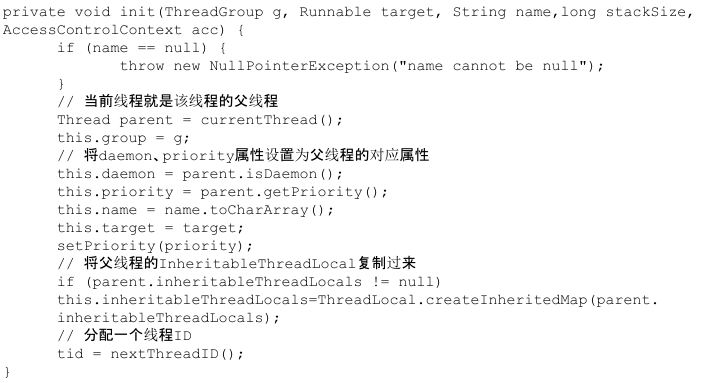 private void init(ThreadGroup g, Runnable target, String name,long stackSize,
AccessControlContext acc) {
if (name == null) {
throw new NullPointerException("name cannot be null");
}
// 当前线程就是该线程的父线程
Thread parent = currentThread();
this.group = g;
// 将daemon、priority属性设置为父线程的对应属性
this.daemon = parent.isDaemon();
this.priority = parent.getPriority();
this.name = name.toCharArray();
this.target = target;
setPriority(priority);
// 将父线程的InheritableThreadLocal复制过来
if (parent.inheritableThreadLocals != null)
this.inheritableThreadLocals=ThreadLocal.createInheritedMap(parent.
inheritableThreadLocals);
// 分配一个线程ID
tid = nextThreadID();
}